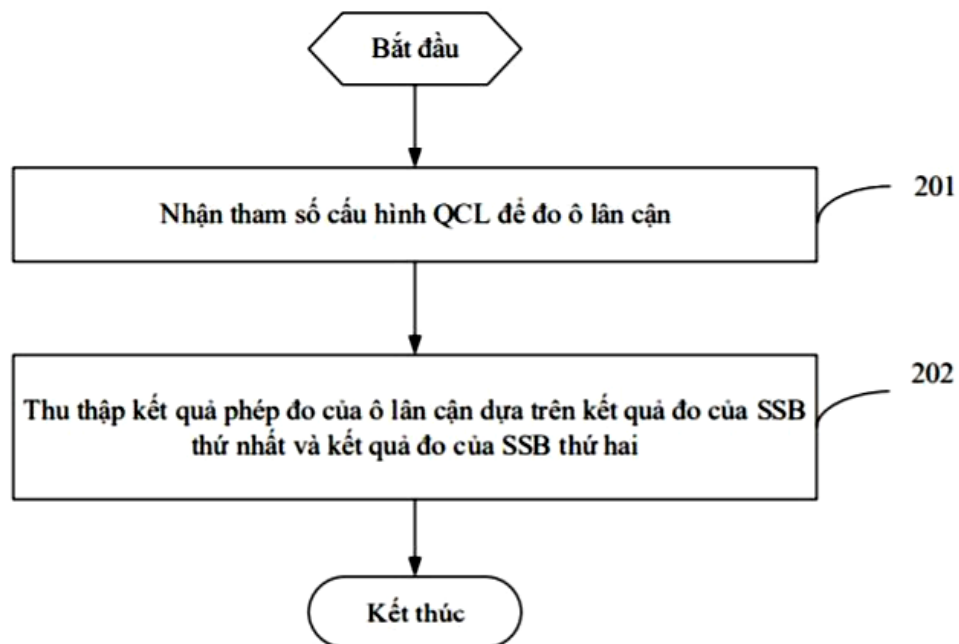 Bắt đầu
201
Nhận tham số cấu hình QCL để đo ô lân cận
202
Thu thập kết quả phép đo của ô lân cận dựa trên kết quả đo của SSB
thứ nhất và kết quả đo của SSB thứ hai
Kết thúc